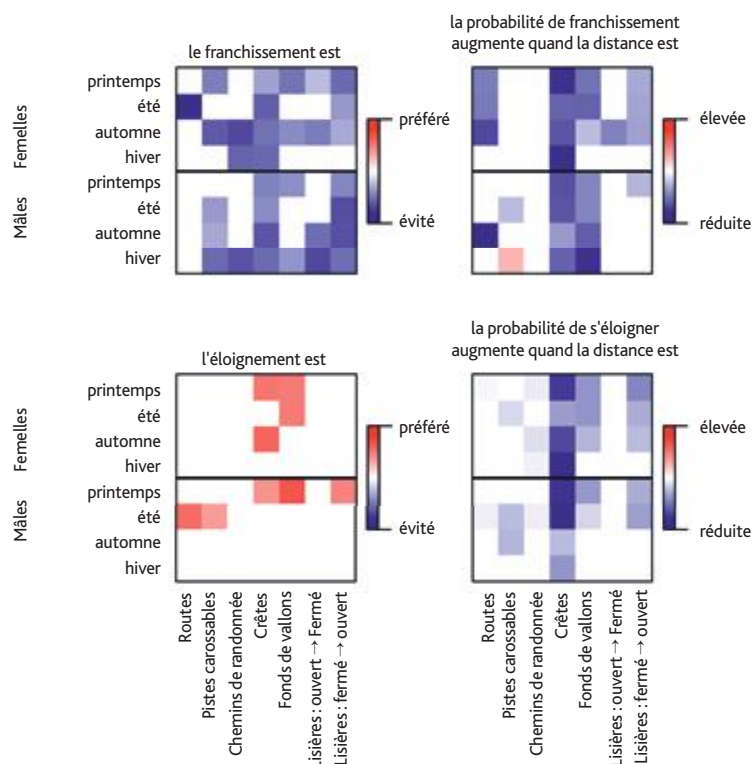 le franchissement est
la probabilité de franchissement
augmente quand la distance est
Femelles
printemps
été
automne
hiver
Mâles
printemps
été
automne
hiver
préféré
évité
élevée
réduite
l'éloignement est
la probabilité de s'éloigner
augmente quand la distance est
Femelles
printemps
été
automne
hiver
Mâles
printemps
été
automne
hiver
préféré
évité
élevée
réduite
Routes
Pistes carossables
Chemins de randonnée
Crêtes
Fonds de vallons
Lisières : ouvert → Fermé
Lisières : fermé → ouvert
Routes
Pistes carossables
Chemins de randonnée
Crêtes
Fonds de vallons
Lisières : ouvert → Fermé
Lisières : fermé → ouvert